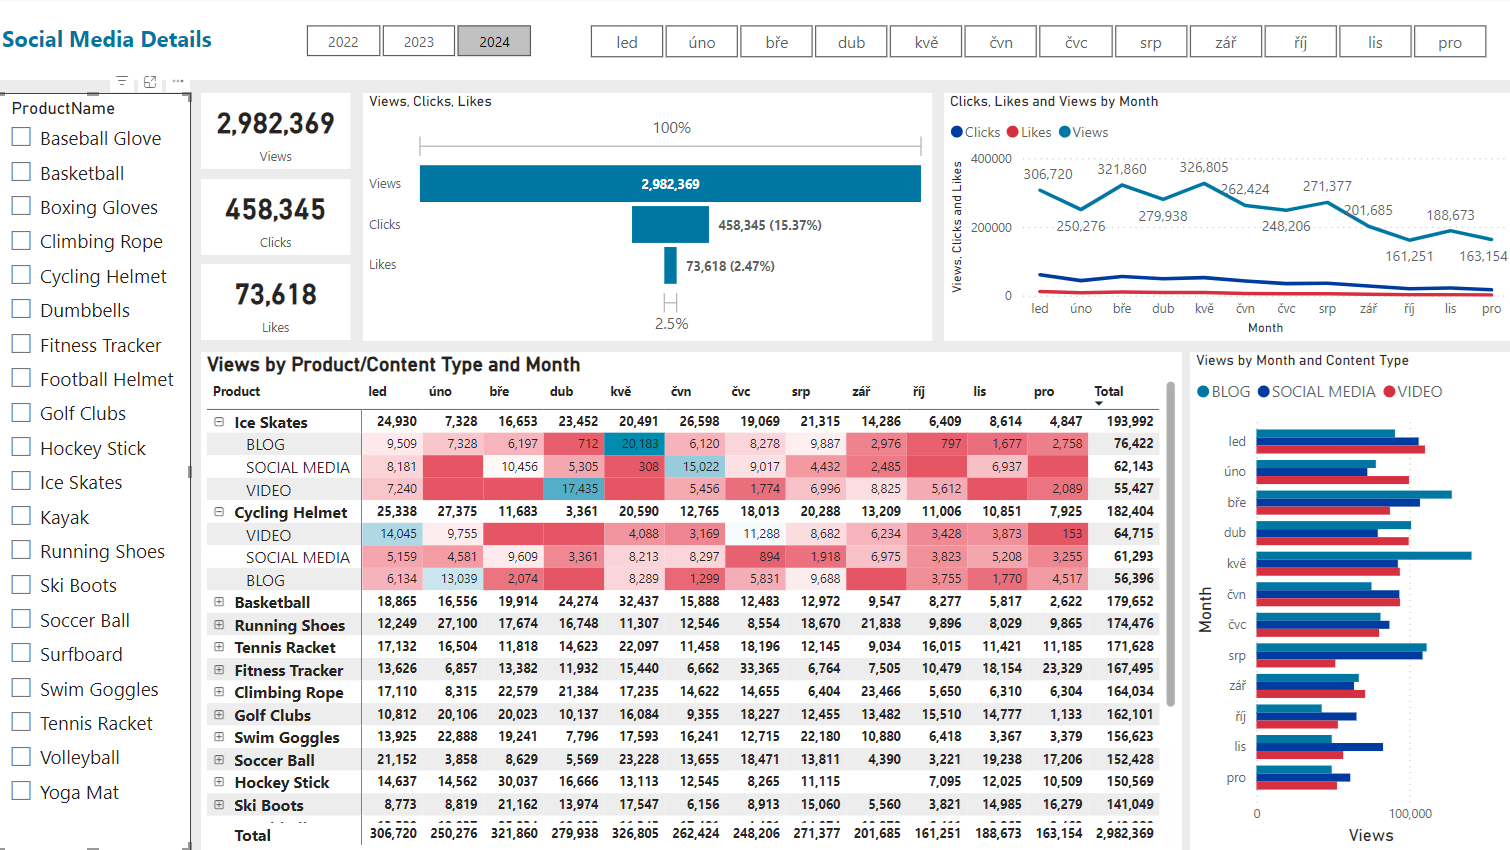 Social Media Details
2022 2023 2024
led úno bře dub kvě čvn čvc srp zář říj lis pro
ProductName
Baseball Glove
Basketball
Boxing Gloves
Climbing Rope
Cycling Helmet
Dumbbells
Fitness Tracker
Football Helmet
Golf Clubs
Hockey Stick
Ice Skates
Kayak
Running Shoes
Ski Boots
Soccer Ball
Surfboard
Swim Goggles
Tennis Racket
Volleyball
Yoga Mat
2,982,369
Views
458,345
Clicks
73,618
Likes
Views, Clicks, Likes
100%
Views 2,982,369
Clicks 458,345 (15.37%)
Likes 73,618 (2.47%)
2.5%
Clicks, Likes and Views by Month
Clicks Likes Views
Views, Clicks and Likes
400000
200000
0
306,720
250,276
321,860
279,938
326,805
262,424
248,206
271,377
201,685
161,251
188,673
163,154
led úno bře dub kvě čvn čvc srp zář říj lis pro
Month
Views by Product/Content Type and Month
Product led úno bře dub kvě čvn čvc srp zář říj lis pro Total
Ice Skates 24,930 7,328 16,653 23,452 20,491 26,598 19,069 21,315 14,286 6,409 8,614 4,847 193,992
BLOG 9,509 7,328 6,197 712 20,183 6,120 8,278 9,887 2,976 797 1,677 2,758 76,422
SOCIAL MEDIA 8,181 10,456 5,305 308 15,022 9,017 4,432 2,485 6,937 62,143
VIDEO 7,240 17,435 5,456 1,774 6,996 8,825 5,612 2,089 55,427
Cycling Helmet 25,338 27,375 11,683 3,361 20,590 12,765 18,013 20,288 13,209 11,006 10,851 7,925 182,404
VIDEO 14,045 9,755 4,088 3,169 11,288 8,682 6,234 3,428 3,873 153 64,715
SOCIAL MEDIA 5,159 4,581 9,609 3,361 8,213 8,297 894 1,918 6,975 3,823 5,208 3,255 61,293
BLOG 6,134 13,039 2,074 8,289 1,299 5,831 9,688 3,755 1,770 4,517 56,396
Basketball 18,865 16,556 19,914 24,274 32,437 15,888 12,483 12,972 9,547 8,277 5,817 2,622 179,652
Running Shoes 12,249 27,100 17,674 16,748 11,307 12,546 8,554 18,670 21,838 9,896 8,029 9,865 174,476
Tennis Racket 17,132 16,504 11,818 14,623 22,097 11,458 18,196 12,145 9,034 16,015 11,421 11,185 171,628
Fitness Tracker 13,626 6,857 13,382 11,932 15,440 6,662 33,365 6,764 7,505 10,479 18,154 23,329 167,495
Climbing Rope 17,110 8,315 22,579 21,384 17,235 14,622 14,655 6,404 23,466 5,650 6,310 6,304 164,034
Golf Clubs 10,812 20,106 20,023 10,137 16,084 9,355 18,227 12,455 13,482 15,510 14,777 1,133 162,101
Swim Goggles 13,925 22,888 19,241 7,796 17,593 16,241 12,715 22,180 10,880 6,418 3,367 3,379 156,623
Soccer Ball 21,152 3,858 8,629 5,569 23,228 13,655 18,471 13,811 4,390 3,221 19,238 17,206 152,428
Hockey Stick 14,637 14,562 30,037 16,666 13,113 12,545 8,265 11,115 7,095 12,025 10,509 150,569
Ski Boots 8,773 8,819 21,162 13,974 17,547 6,156 8,913 15,060 5,560 3,821 14,985 16,279 141,049
Total 306,720 250,276 321,860 279,938 326,805 262,424 248,206 271,377 201,685 161,251 188,673 163,154 2,982,369
Views by Month and Content Type
BLOG SOCIAL MEDIA VIDEO
Month
led
úno
bře
dub
kvě
čvn
čvc
srp
zář
říj
lis
pro
0 100,000
Views